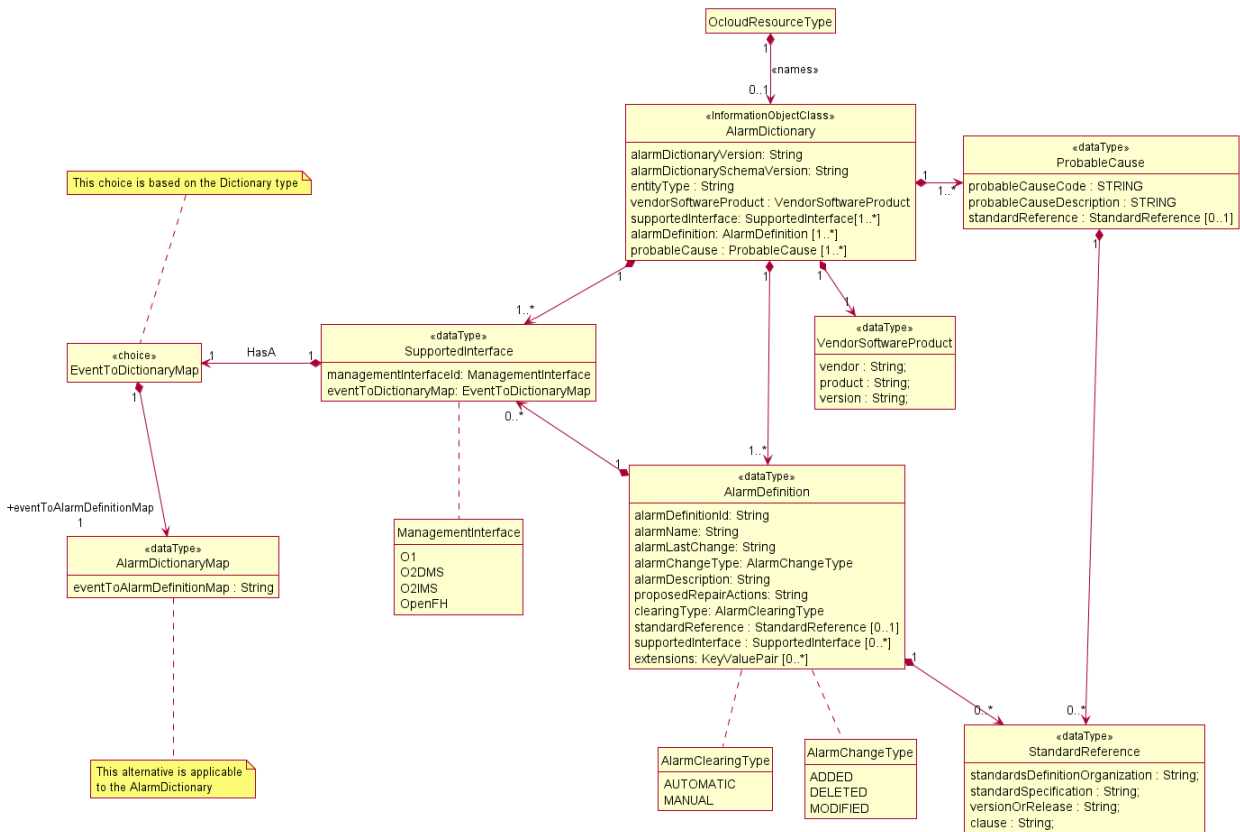 OcloudResourceType
1
«names»
0..1
«InformationObjectClass»
AlarmDictionary
alarmDictionaryVersion: String
alarmDictionarySchemaVersion: String
entityType : String
vendorSoftwareProduct : VendorSoftwareProduct
supportedInterface: SupportedInterface[1..*]
alarmDefinition: AlarmDefinition [1..*]
probableCause : ProbableCause [1..*]
1
1..*
«dataType»
ProbableCause
probableCauseCode : STRING
probableCauseDescription : STRING
standardReference : StandardReference [0..1]
1
This choice is based on the Dictionary type
1
1
1
1..*
1
«dataType»
VendorSoftwareProduct
vendor : String;
product : String;
version : String;
«dataType»
SupportedInterface
managementInterfaceId: ManagementInterface
eventToDictionaryMap: EventToDictionaryMap
1
HasA
1
«choice»
EventToDictionaryMap
1
0..*
1..*
1
«dataType»
AlarmDefinition
alarmDefinitionId: String
alarmName: String
alarmLastChange: String
alarmChangeType: AlarmChangeType
alarmDescription: String
proposedRepairActions: String
clearingType: AlarmClearingType
standardReference : StandardReference [0..1]
supportedInterface : SupportedInterface [0..*]
extensions: KeyValuePair [0..*]
+eventToAlarmDefinitionMap
1
«dataType»
AlarmDictionaryMap
eventToAlarmDefinitionMap : String
ManagementInterface
O1
O2DMS
O2IMS
OpenFH
1
0..*
0..*
This alternative is applicable
to the AlarmDictionary
AlarmClearingType
AUTOMATIC
MANUAL
AlarmChangeType
ADDED
DELETED
MODIFIED
«dataType»
StandardReference
standardsDefinitionOrganization : String;
standardSpecification : String;
versionOrRelease : String;
clause : String;